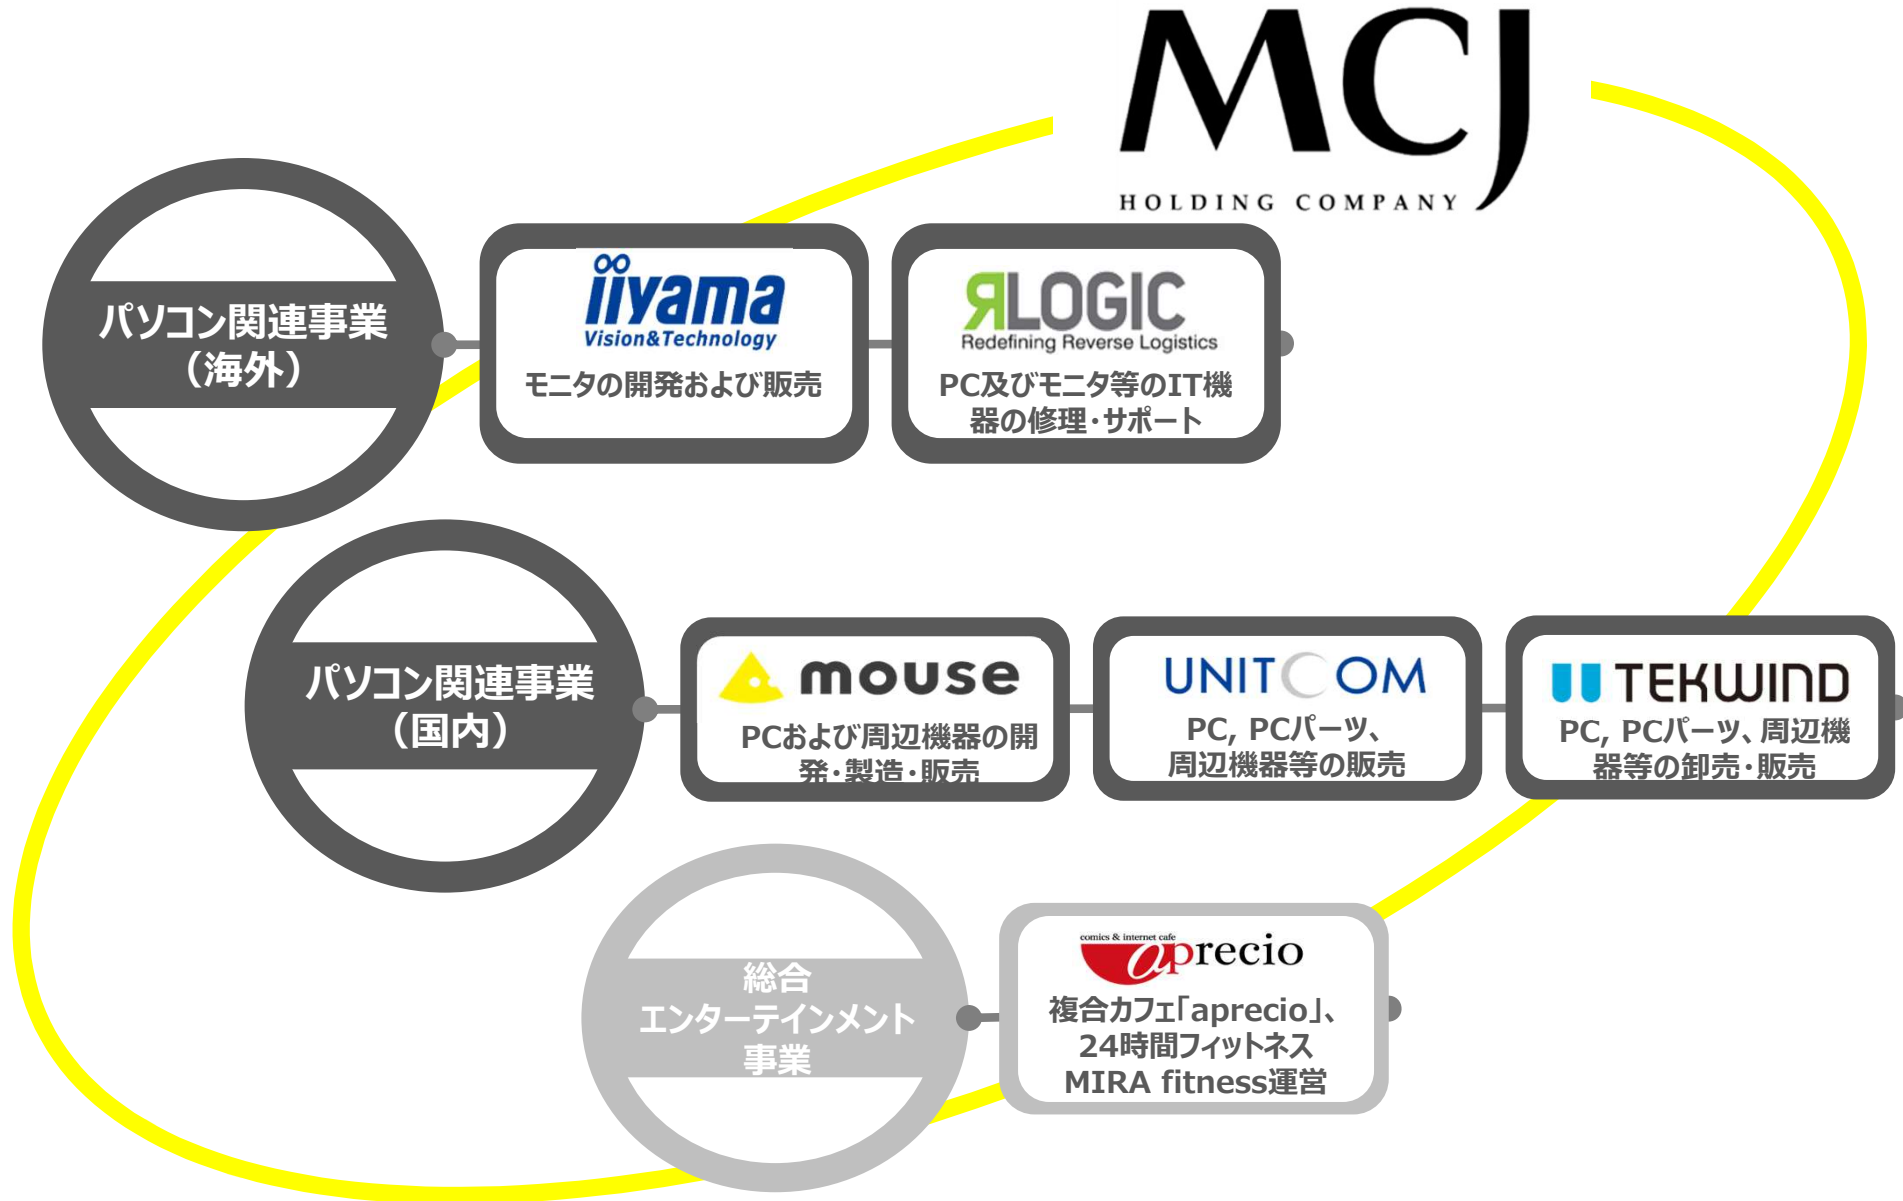 MCJ
HOLDING COMPANY
パソコン関連事業
（海外）
iiyama
Vision&Technology
モニタの開発および販売
RLOGIC
Redefining Reverse Logistics
PC及びモニタ等のIT機
器の修理・サポート
パソコン関連事業
（国内）
mouse
PCおよび周辺機器の開
発・製造・販売
UNITCOM
PC, PCパーツ、
周辺機器等の販売
TEKWIND
PC, PCパーツ、周辺機
器等の卸売・販売
総合
エンターテインメント
事業
comics & internet cafe
aprecio
複合カフェ「aprecio」、
24時間フィットネス
MIRA fitness運営